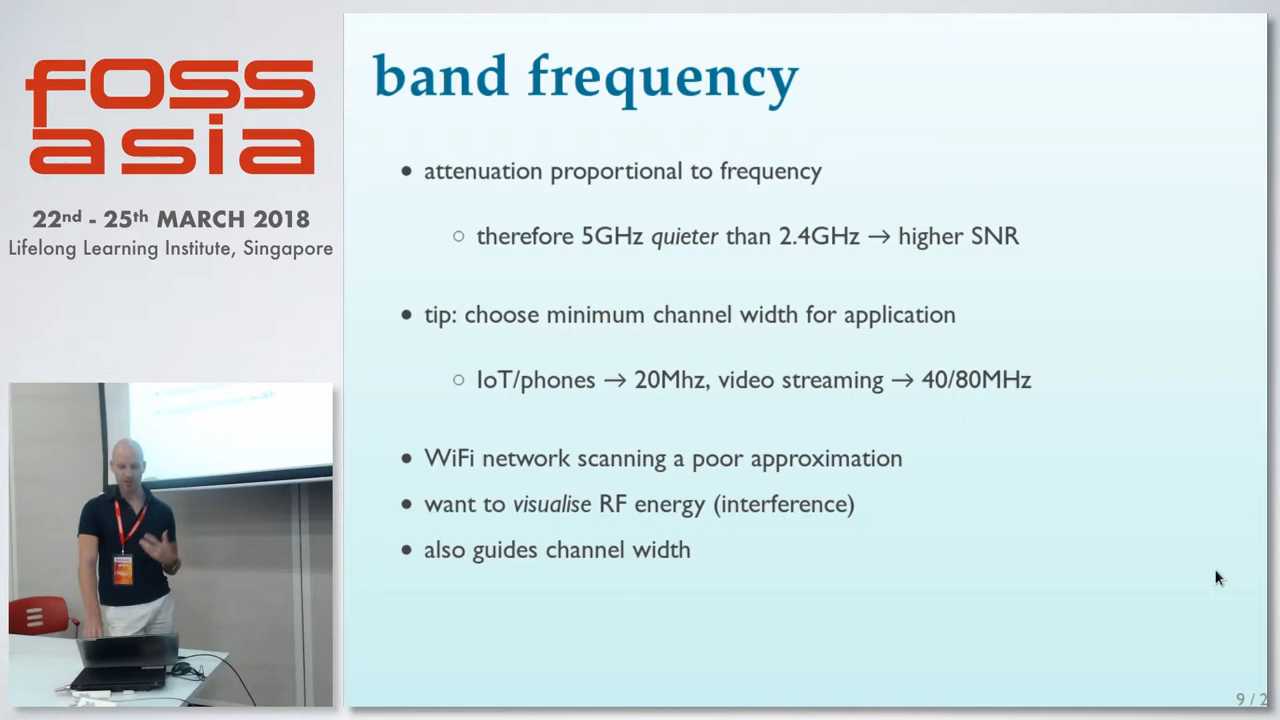 foss
asia
22nd - 25th MARCH 2018
Lifelong Learning Institute, Singapore
band frequency
• attenuation proportional to frequency
○ therefore 5GHz quieter than 2.4GHz → higher SNR
• tip: choose minimum channel width for application
○ IoT/phones → 20Mhz, video streaming → 40/80MHz
• WiFi network scanning a poor approximation
• want to visualise RF energy (interference)
• also guides channel width
9 / 2